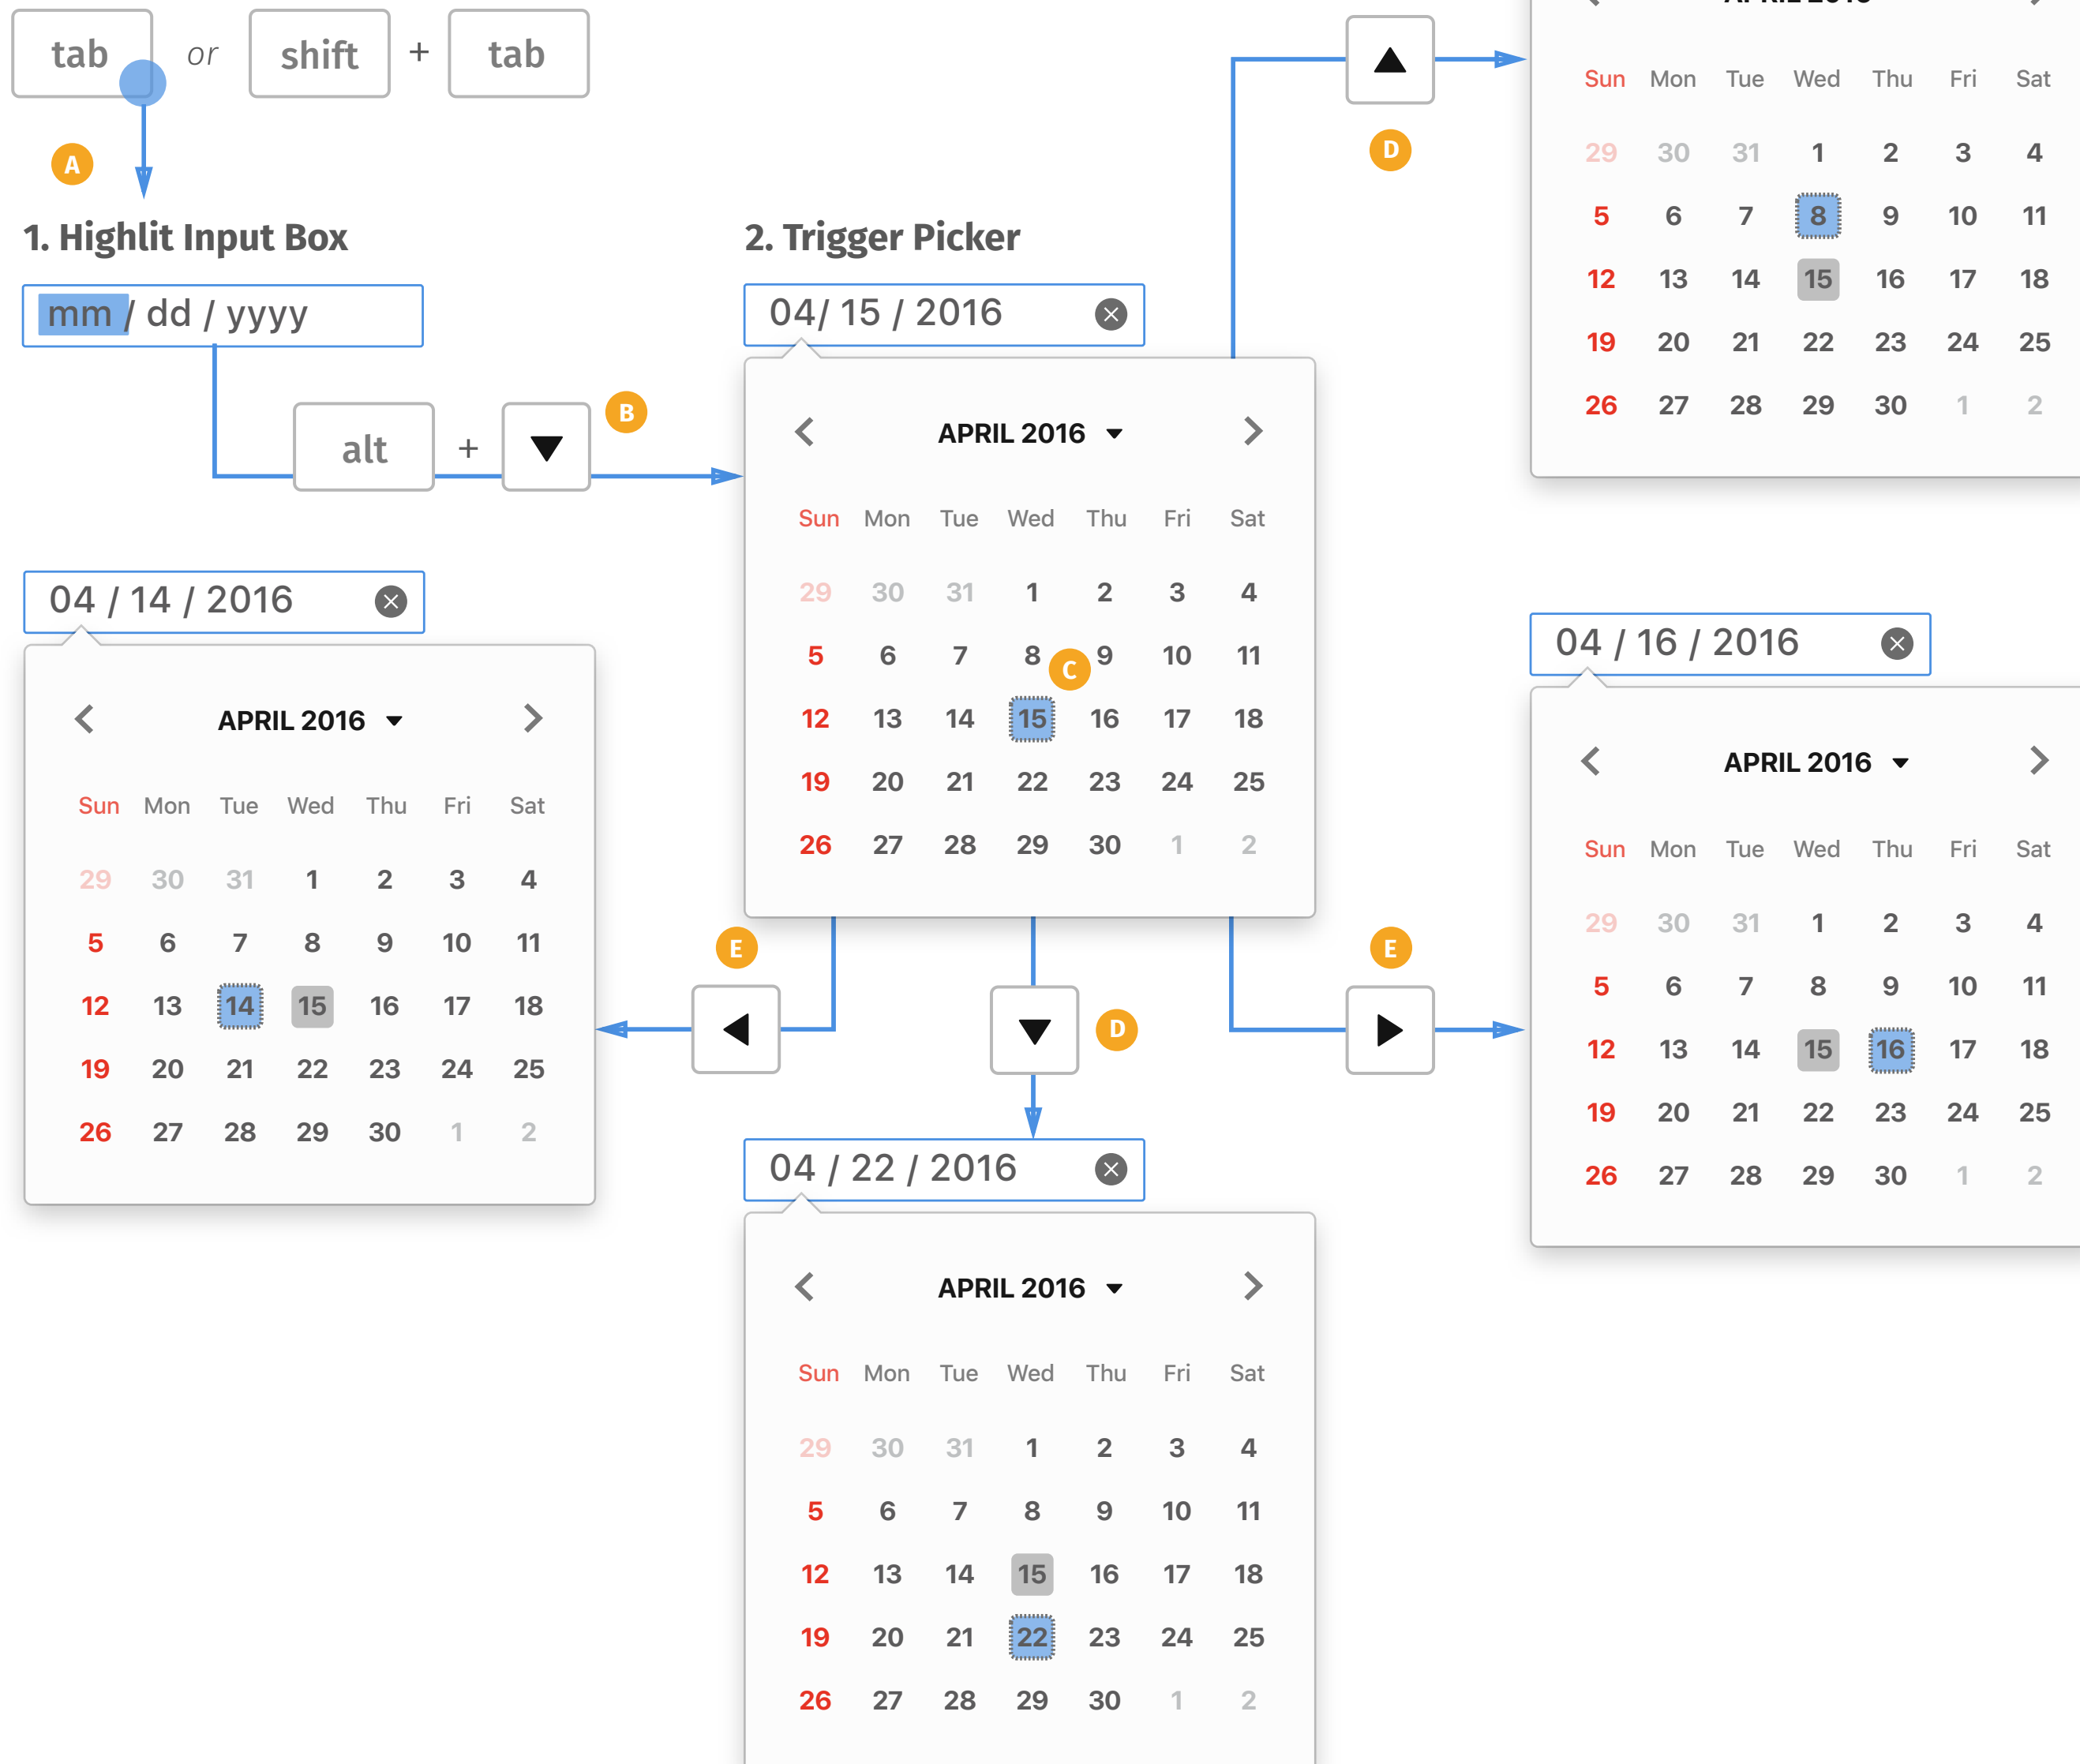 tab or shift + tab
A
1. Highlit Input Box
mm / dd / yyyy
alt + B
2. Trigger Picker
04/ 15 / 2016
APRIL 2016
Sun Mon Tue Wed Thu Fri Sat
29 30 31 1 2 3 4
5 6 7 8 C 9 10 11
12 13 14 15 16 17 18
19 20 21 22 23 24 25
26 27 28 29 30 1 2
D
APRIL 2016
Sun Mon Tue Wed Thu Fri Sat
29 30 31 1 2 3 4
5 6 7 8 9 10 11
12 13 14 15 16 17 18
19 20 21 22 23 24 25
26 27 28 29 30 1 2
04 / 14 / 2016
APRIL 2016
Sun Mon Tue Wed Thu Fri Sat
29 30 31 1 2 3 4
5 6 7 8 9 10 11
12 13 14 15 16 17 18
19 20 21 22 23 24 25
26 27 28 29 30 1 2
E
D
E
04 / 16 / 2016
APRIL 2016
Sun Mon Tue Wed Thu Fri Sat
29 30 31 1 2 3 4
5 6 7 8 9 10 11
12 13 14 15 16 17 18
19 20 21 22 23 24 25
26 27 28 29 30 1 2
04 / 22 / 2016
APRIL 2016
Sun Mon Tue Wed Thu Fri Sat
29 30 31 1 2 3 4
5 6 7 8 9 10 11
12 13 14 15 16 17 18
19 20 21 22 23 24 25
26 27 28 29 30 1 2